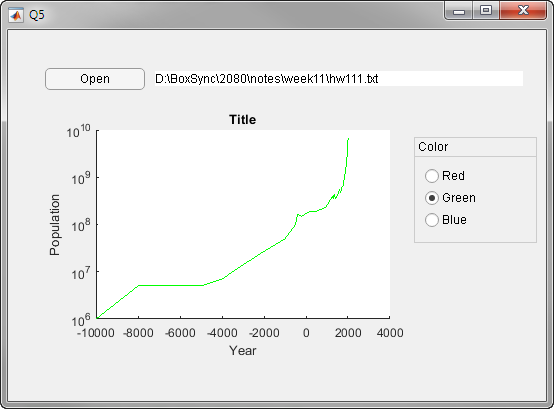 Q5
Open D:\BoxSync\2080\notes\week11\hw111.txt
Title
Color
Red
Green
Blue
Population
10^10
10^9
10^8
10^7
10^6
-10000 -8000 -6000 -4000 -2000 0 2000 4000
Year